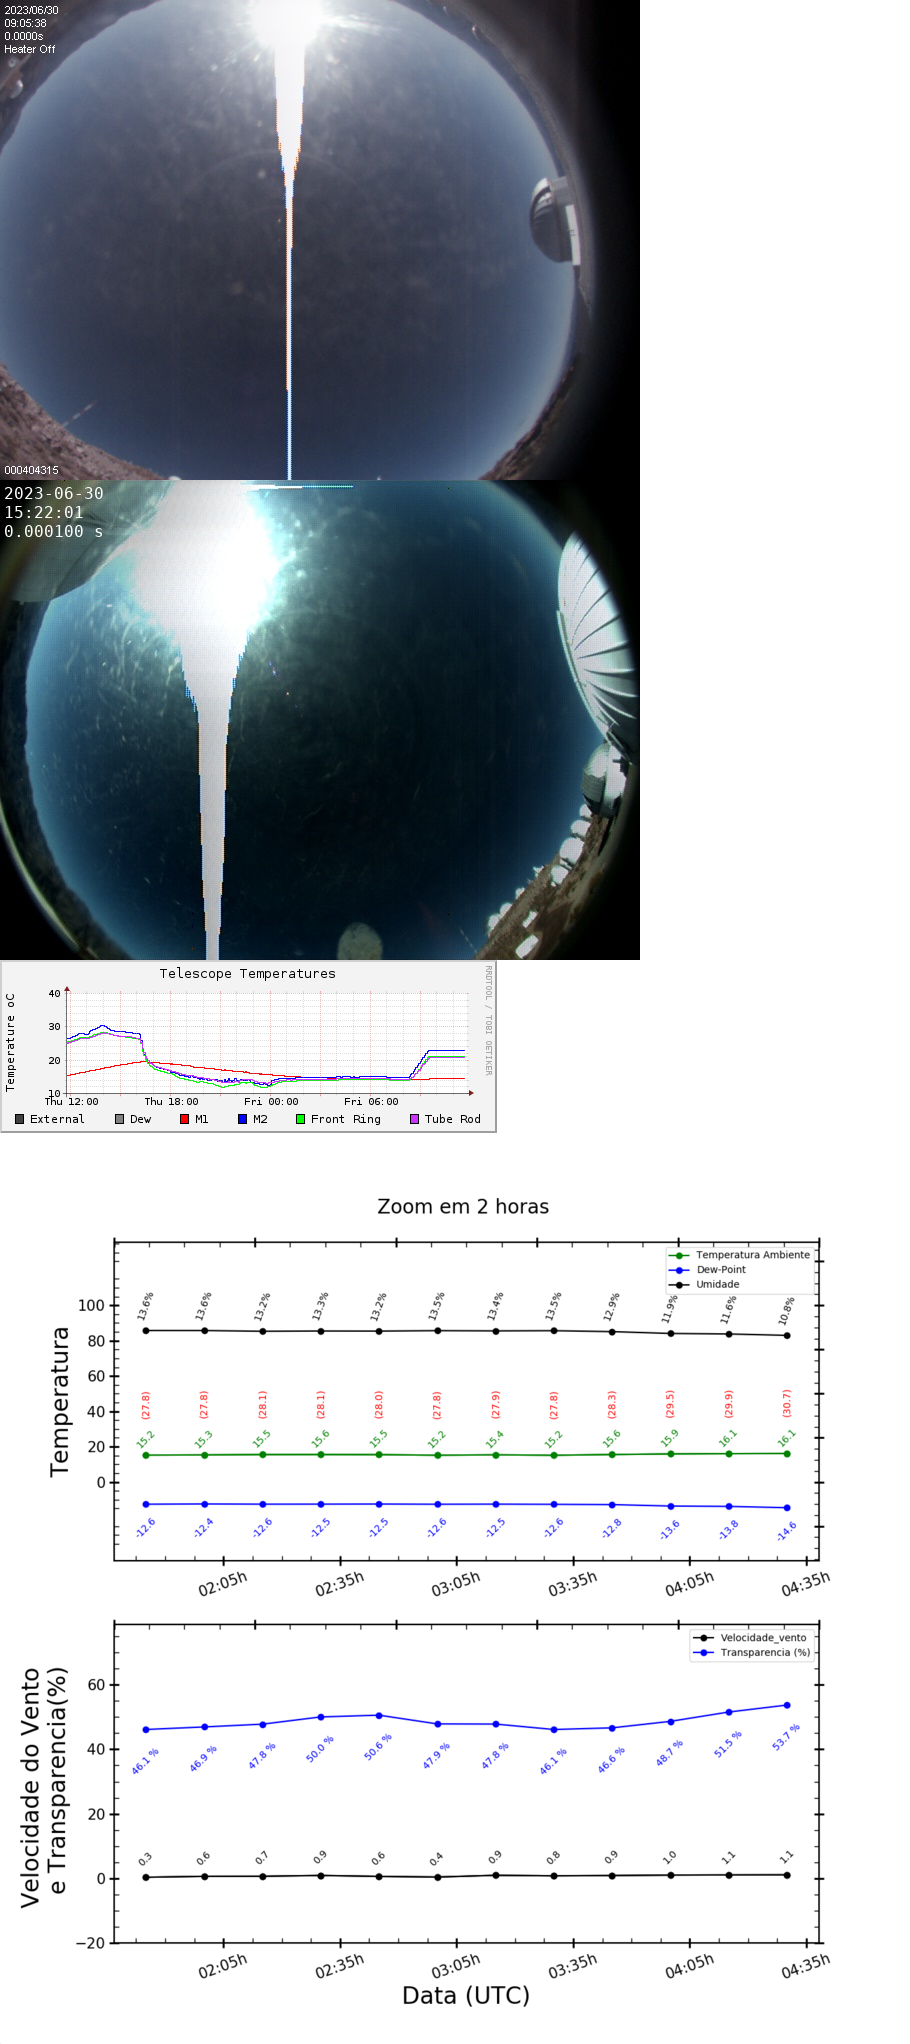 2023/06/30
09:05:38
0.0000s
Heater Off
000404315
2023-06-30
15:22:01
0.000100 s
Telescope Temperatures
RRDTOOL / TOBI OETIKER
Temperature oC
40
30
20
10
Thu 12:00 Thu 18:00 Fri 00:00 Fri 06:00
External Dew M1 M2 Front Ring Tube Rod
Zoom em 2 horas
Temperatura Ambiente
Dew-Point
Umidade
Temperatura
100
80
60
40
20
0
13.6% 13.6% 13.2% 13.3% 13.2% 13.5% 13.4% 13.5% 12.9% 11.9% 11.6% 10.8%
(27.8) (27.8) (28.1) (28.1) (28.0) (27.8) (27.9) (27.8) (28.3) (29.5) (29.9) (30.7)
15.2 15.3 15.5 15.6 15.5 15.2 15.4 15.2 15.6 15.9 16.1 16.1
-12.6 -12.4 -12.6 -12.5 -12.5 -12.6 -12.5 -12.6 -12.8 -13.6 -13.8 -14.6
02:05h 02:35h 03:05h 03:35h 04:05h 04:35h
Velocidade_vento
Transparencia (%)
Velocidade do Vento
e Transparencia(%)
60
40
20
0
−20
46.1 % 46.9 % 47.8 % 50.0 % 50.6 % 47.9 % 47.8 % 46.1 % 46.6 % 48.7 % 51.5 % 53.7 %
0.3 0.6 0.7 0.9 0.6 0.4 0.9 0.8 0.9 1.0 1.1 1.1
02:05h 02:35h 03:05h 03:35h 04:05h 04:35h
Data (UTC)